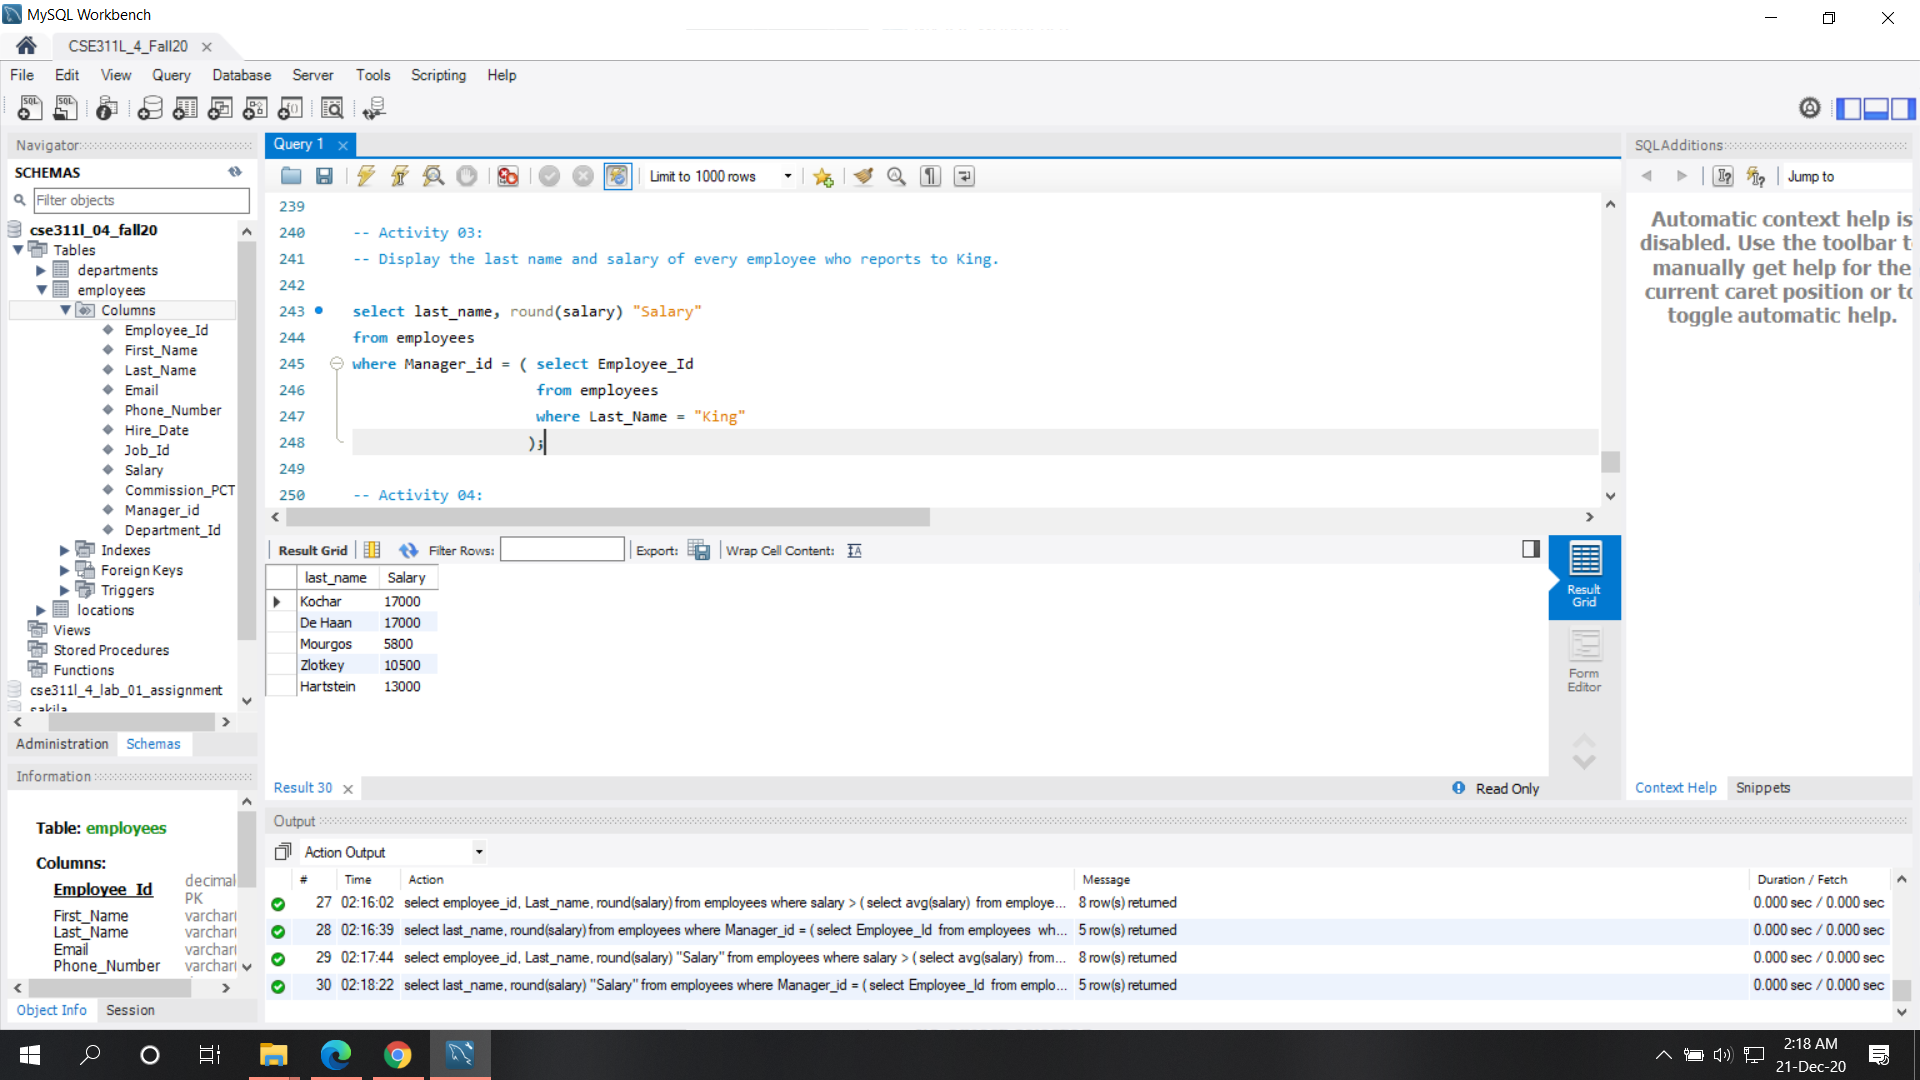 MySQL Workbench
CSE311L_4_Fall20
File Edit View Query Database Server Tools Scripting Help
Navigator
SCHEMAS
Filter objects
cse311l_04_fall20
Tables
departments
employees
Columns
Employee_Id
First_Name
Last_Name
Email
Phone_Number
Hire_Date
Job_Id
Salary
Commission_PCT
Manager_id
Department_Id
Indexes
Foreign Keys
Triggers
locations
Views
Stored Procedures
Functions
cse311l_4_lab_01_assignment
sakila
Administration Schemas
Information
Table: employees
Columns:
Employee_Id decimal
PK
First_Name varchar(
Last_Name varchar(
Email varchar(
Phone_Number varchar(
Object Info Session
Query 1
Limit to 1000 rows
239
240 -- Activity 03:
241 -- Display the last name and salary of every employee who reports to King.
242
243 select last_name, round(salary) "Salary"
244 from employees
245 where Manager_id = ( select Employee_Id
246 from employees
247 where Last_Name = "King"
248 );
249
250 -- Activity 04:
Result Grid Filter Rows: Export: Wrap Cell Content:
last_name Salary
Kochar 17000
De Haan 17000
Mourgos 5800
Zlotkey 10500
Hartstein 13000
Result
Grid
Form
Editor
Result 30 Read Only
Output
Action Output
# Time Action Message Duration / Fetch
27 02:16:02 select employee_id, Last_name, round(salary) from employees where salary > ( select avg(salary) from employe... 8 row(s) returned 0.000 sec / 0.000 sec
28 02:16:39 select last_name, round(salary) from employees where Manager_id = ( select Employee_Id from employees wh... 5 row(s) returned 0.000 sec / 0.000 sec
29 02:17:44 select employee_id, Last_name, round(salary) "Salary" from employees where salary > ( select avg(salary) from... 8 row(s) returned 0.000 sec / 0.000 sec
30 02:18:22 select last_name, round(salary) "Salary" from employees where Manager_id = ( select Employee_Id from emplo... 5 row(s) returned 0.000 sec / 0.000 sec
SQLAdditions
Jump to
Automatic context help is
disabled. Use the toolbar t
manually get help for the
current caret position or to
toggle automatic help.
Context Help Snippets
2:18 AM
21-Dec-20